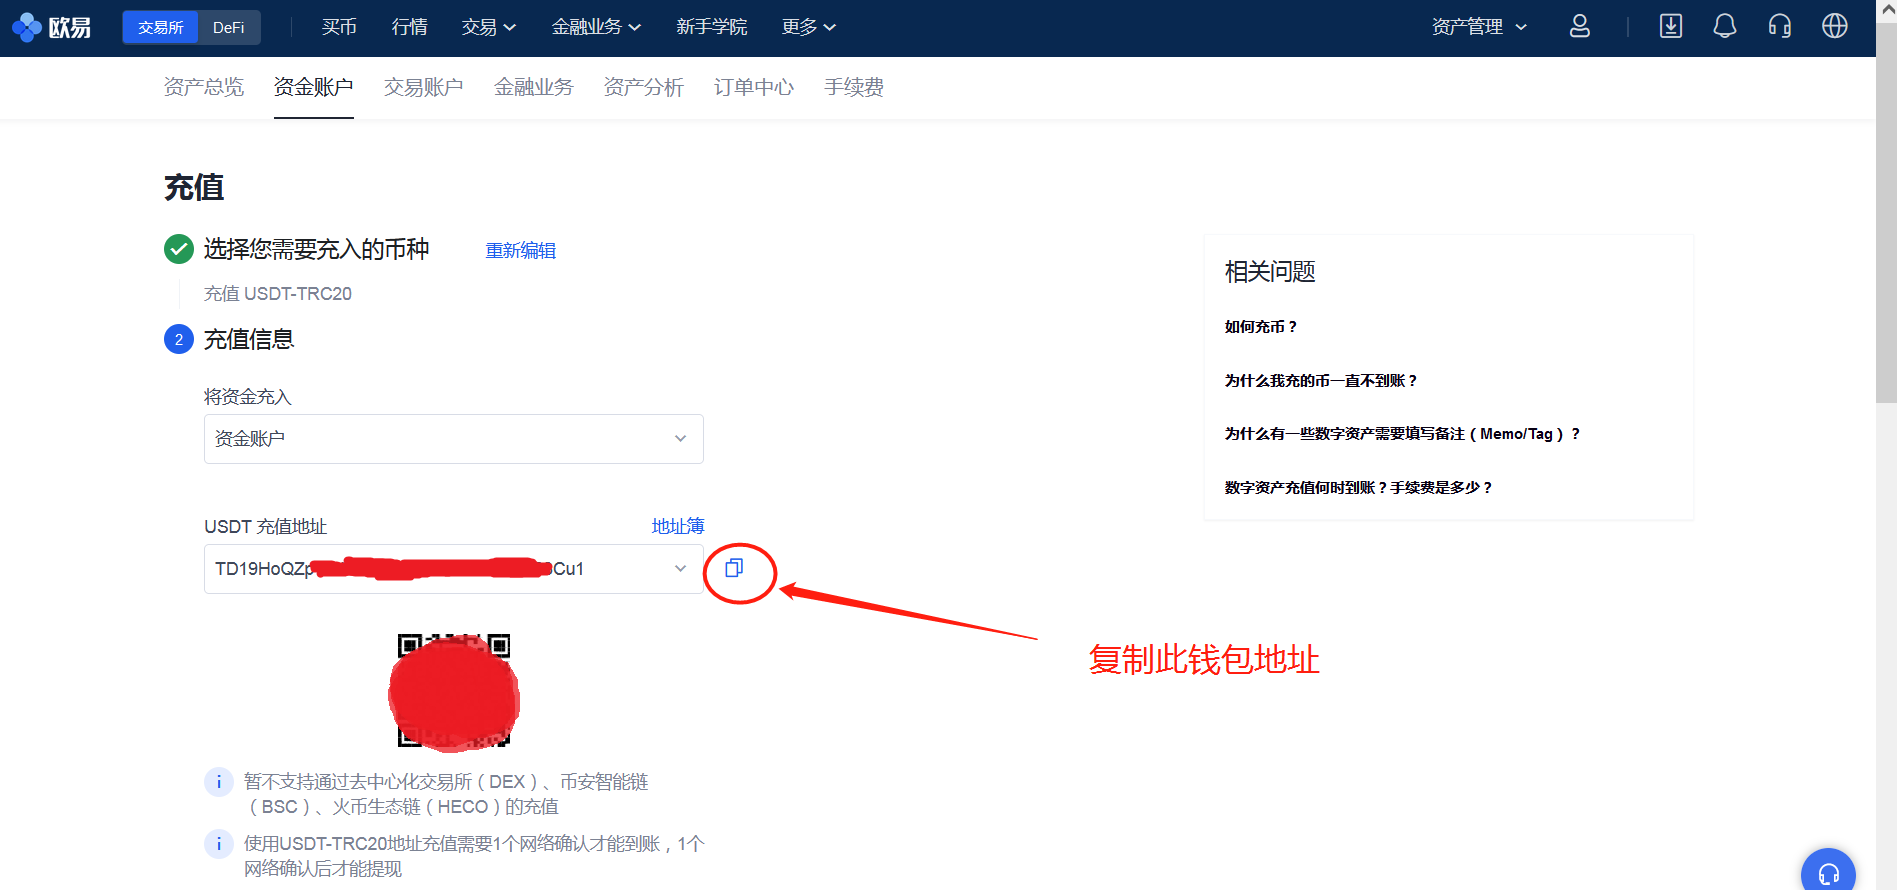 欧易 交易所 DeFi 买币 行情 交易 金融业务 新手学院 更多 资产管理
资产总览 资金账户 交易账户 金融业务 资产分析 订单中心 手续费
充值
选择您需要充入的币种 重新编辑
充值 USDT-TRC20
2 充值信息
将资金充入
资金账户
USDT 充值地址 地址簿
TD19HoQZp Cu1
复制此钱包地址
暂不支持通过去中心化交易所（DEX）、币安智能链
（BSC）、火币生态链（HECO）的充值
使用USDT-TRC20地址充值需要1个网络确认才能到账，1个
网络确认后才能提现
相关问题
如何充币？
为什么我充的币一直不到账？
为什么有一些数字资产需要填写备注（Memo/Tag）？
数字资产充值何时到账？手续费是多少？